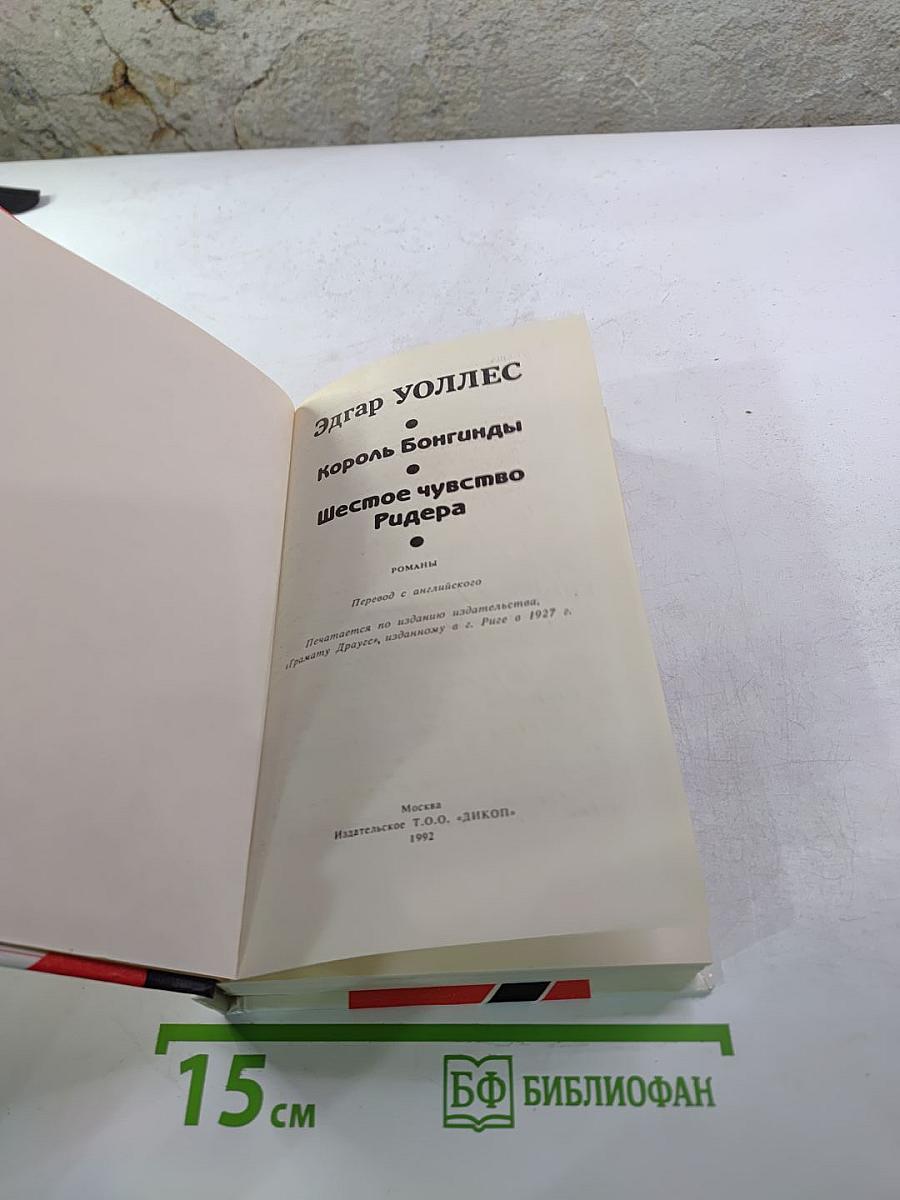 Эдгар УОЛЛЕС
Король Бонгинды
Шестое чувство
Ридера
РОМАНЫ
Перевод с английского
Печатается по изданию издательства,
«Грамату Драугс», изданному в г. Риге в 1927 г.
Москва
Издательское Т.О.О. «ДИКОП»
1992
15 см
БФ БИБЛИОФАН